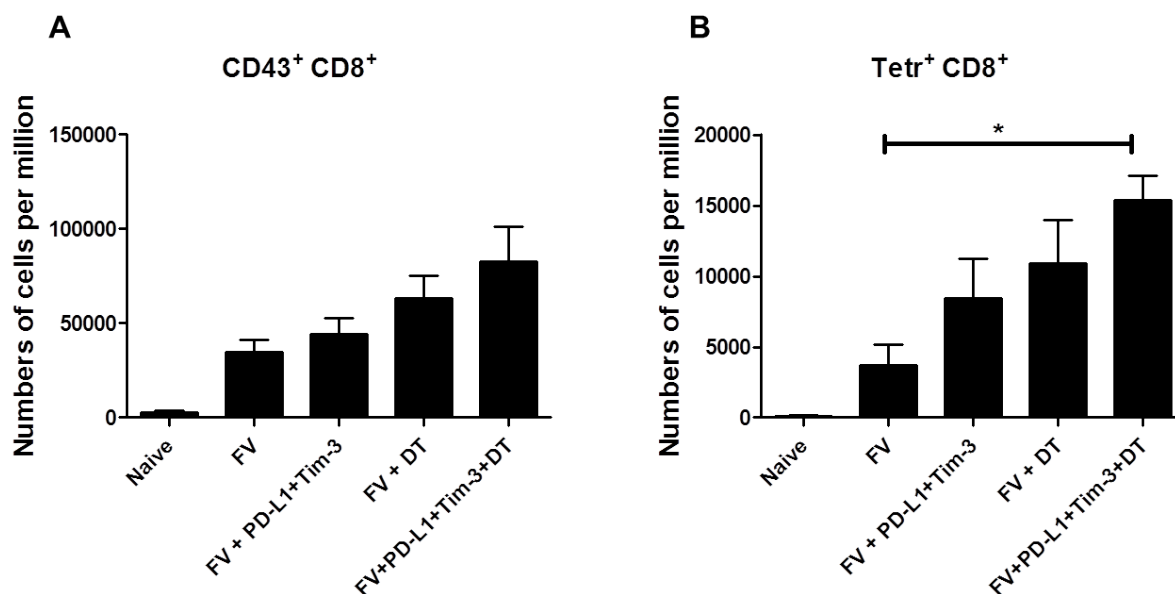 A
CD43⁺ CD8⁺
Numbers of cells per million
150000
100000
50000
0
Naive
FV
FV + PD-L1+Tim-3
FV + DT
FV+PD-L1+Tim-3+DT
B
Tetr⁺ CD8⁺
Numbers of cells per million
20000
15000
10000
5000
0
*
Naive
FV
FV + PD-L1+Tim-3
FV + DT
FV+PD-L1+Tim-3+DT